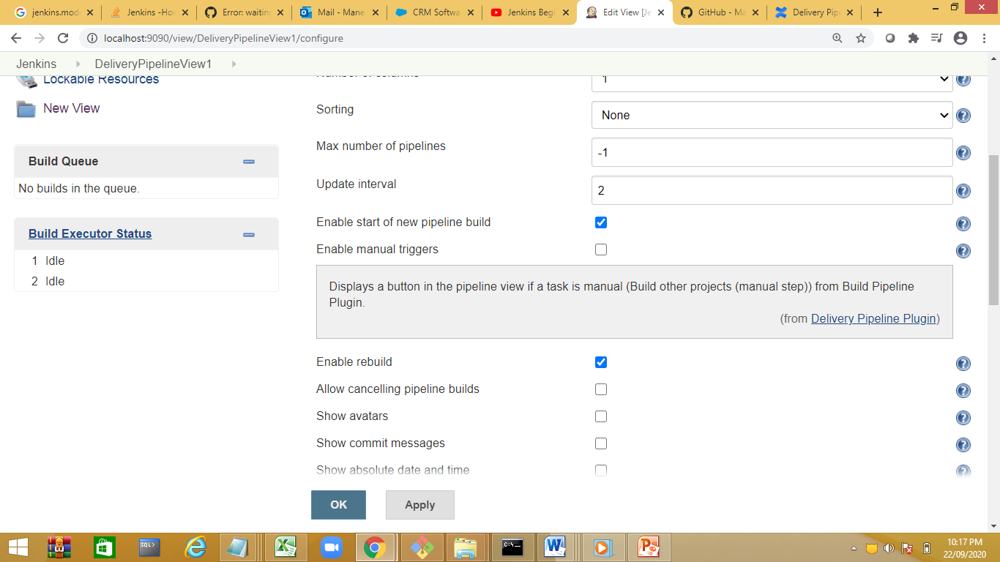 jenkins.mod
Jenkins -Hov
Error: waitin
Mail - Mane
CRM Softwa
Jenkins Begi
Edit View [Je
GitHub - Ma
Delivery Pip
localhost:9090/view/DeliveryPipelineView1/configure
Jenkins
DeliveryPipelineView1
Lockable Resources
New View
Build Queue
No builds in the queue.
Build Executor Status
1 Idle
2 Idle
Number of columns
1
Sorting
None
Max number of pipelines
-1
Update interval
2
Enable start of new pipeline build
Enable manual triggers
Displays a button in the pipeline view if a task is manual (Build other projects (manual step)) from Build Pipeline
Plugin.
(from Delivery Pipeline Plugin)
Enable rebuild
Allow cancelling pipeline builds
Show avatars
Show commit messages
Show absolute date and time
OK
Apply
10:17 PM
22/09/2020